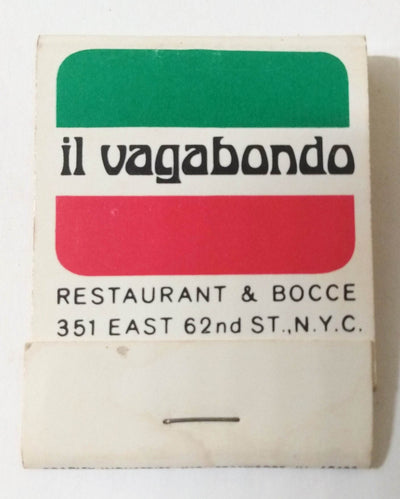 il vagabondo
RESTAURANT & BOCCE
351 EAST 62nd ST., N.Y.C.